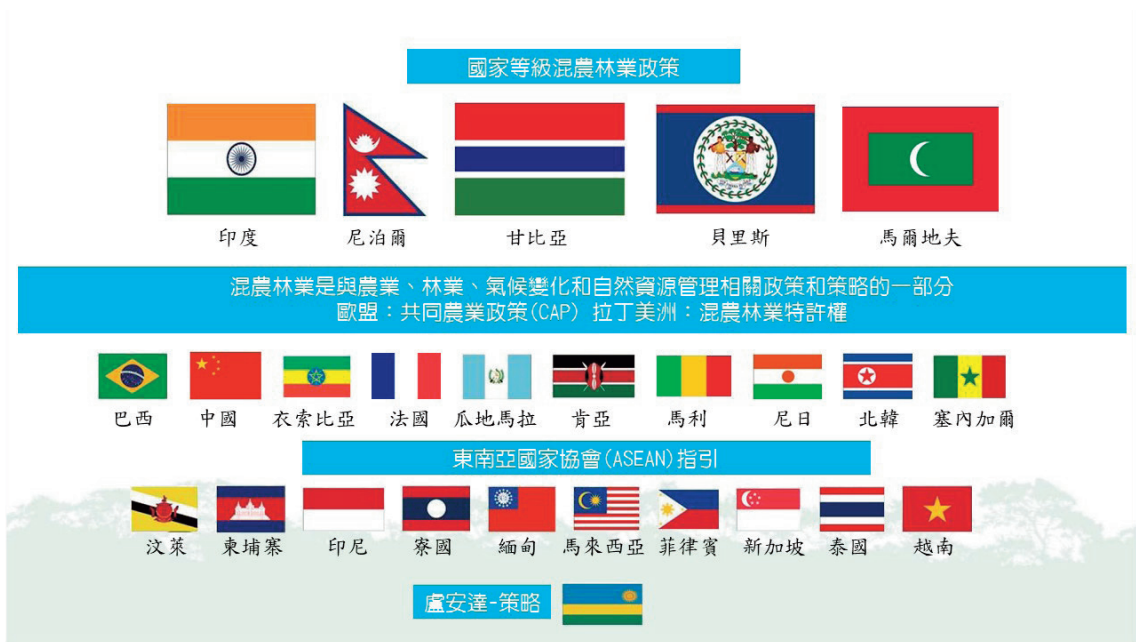 國家等級混農林業政策
印度 尼泊爾 甘比亞 貝里斯 馬爾地夫
混農林業是與農業、林業、氣候變化和自然資源管理相關政策和策略的一部分
歐盟：共同農業政策(CAP) 拉丁美洲：混農林業特許權
巴西 中國 衣索比亞 法國 瓜地馬拉 肯亞 馬利 尼日 北韓 塞內加爾
東南亞國家協會(ASEAN)指引
汶萊 柬埔寨 印尼 寮國 緬甸 馬來西亞 菲律賓 新加坡 泰國 越南
盧安達-策略